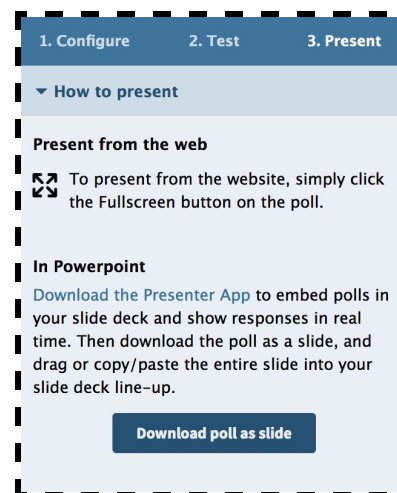 1. Configure 2. Test 3. Present
How to present
Present from the web
To present from the website, simply click
the Fullscreen button on the poll.
In Powerpoint
Download the Presenter App to embed polls in
your slide deck and show responses in real
time. Then download the poll as a slide, and
drag or copy/paste the entire slide into your
slide deck line-up.
Download poll as slide